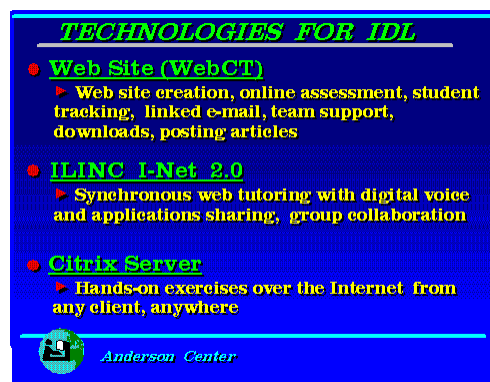 TECHNOLOGIES FOR IDL
Web Site (WebCT)
Web site creation, online assessment, student
tracking, linked e-mail, team support,
downloads, posting articles
ILINC I-Net 2.0
Synchronous web tutoring with digital voice
and applications sharing, group collaboration
Citrix Server
Hands-on exercises over the Internet from
any client, anywhere
Anderson Center